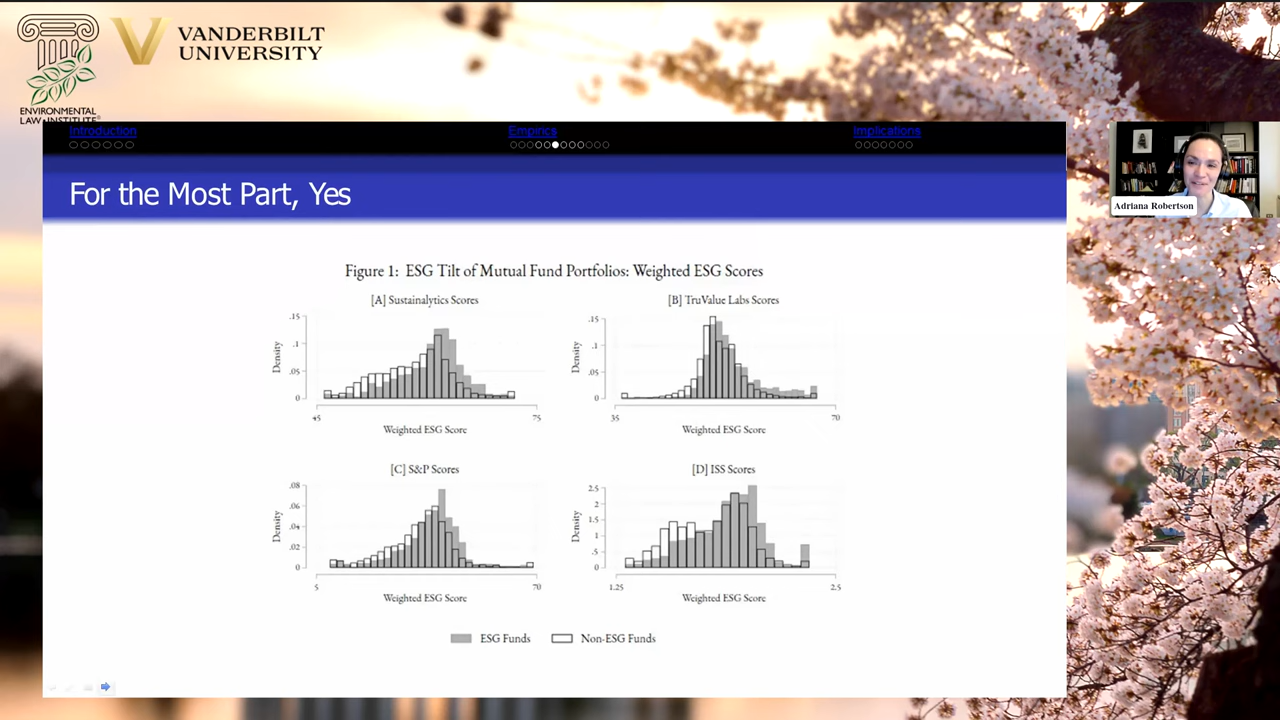 VANDERBILT
UNIVERSITY
ENVIRONMENTAL
LAW·INSTITUTE®
Introduction
Empirics
Implications
For the Most Part, Yes
Adriana Robertson
Figure 1: ESG Tilt of Mutual Fund Portfolios: Weighted ESG Scores
[A] Sustainalytics Scores
.15
.1
.05
0
Density
45
75
Weighted ESG Score
[B] TruValue Labs Scores
.15
.1
.05
0
Density
35
70
Weighted ESG Score
[C] S&P Scores
.08
.06
.04
.02
0
Density
5
70
Weighted ESG Score
[D] ISS Scores
2.5
2
1.5
1
.5
0
Density
1.25
2.5
Weighted ESG Score
ESG Funds
Non-ESG Funds